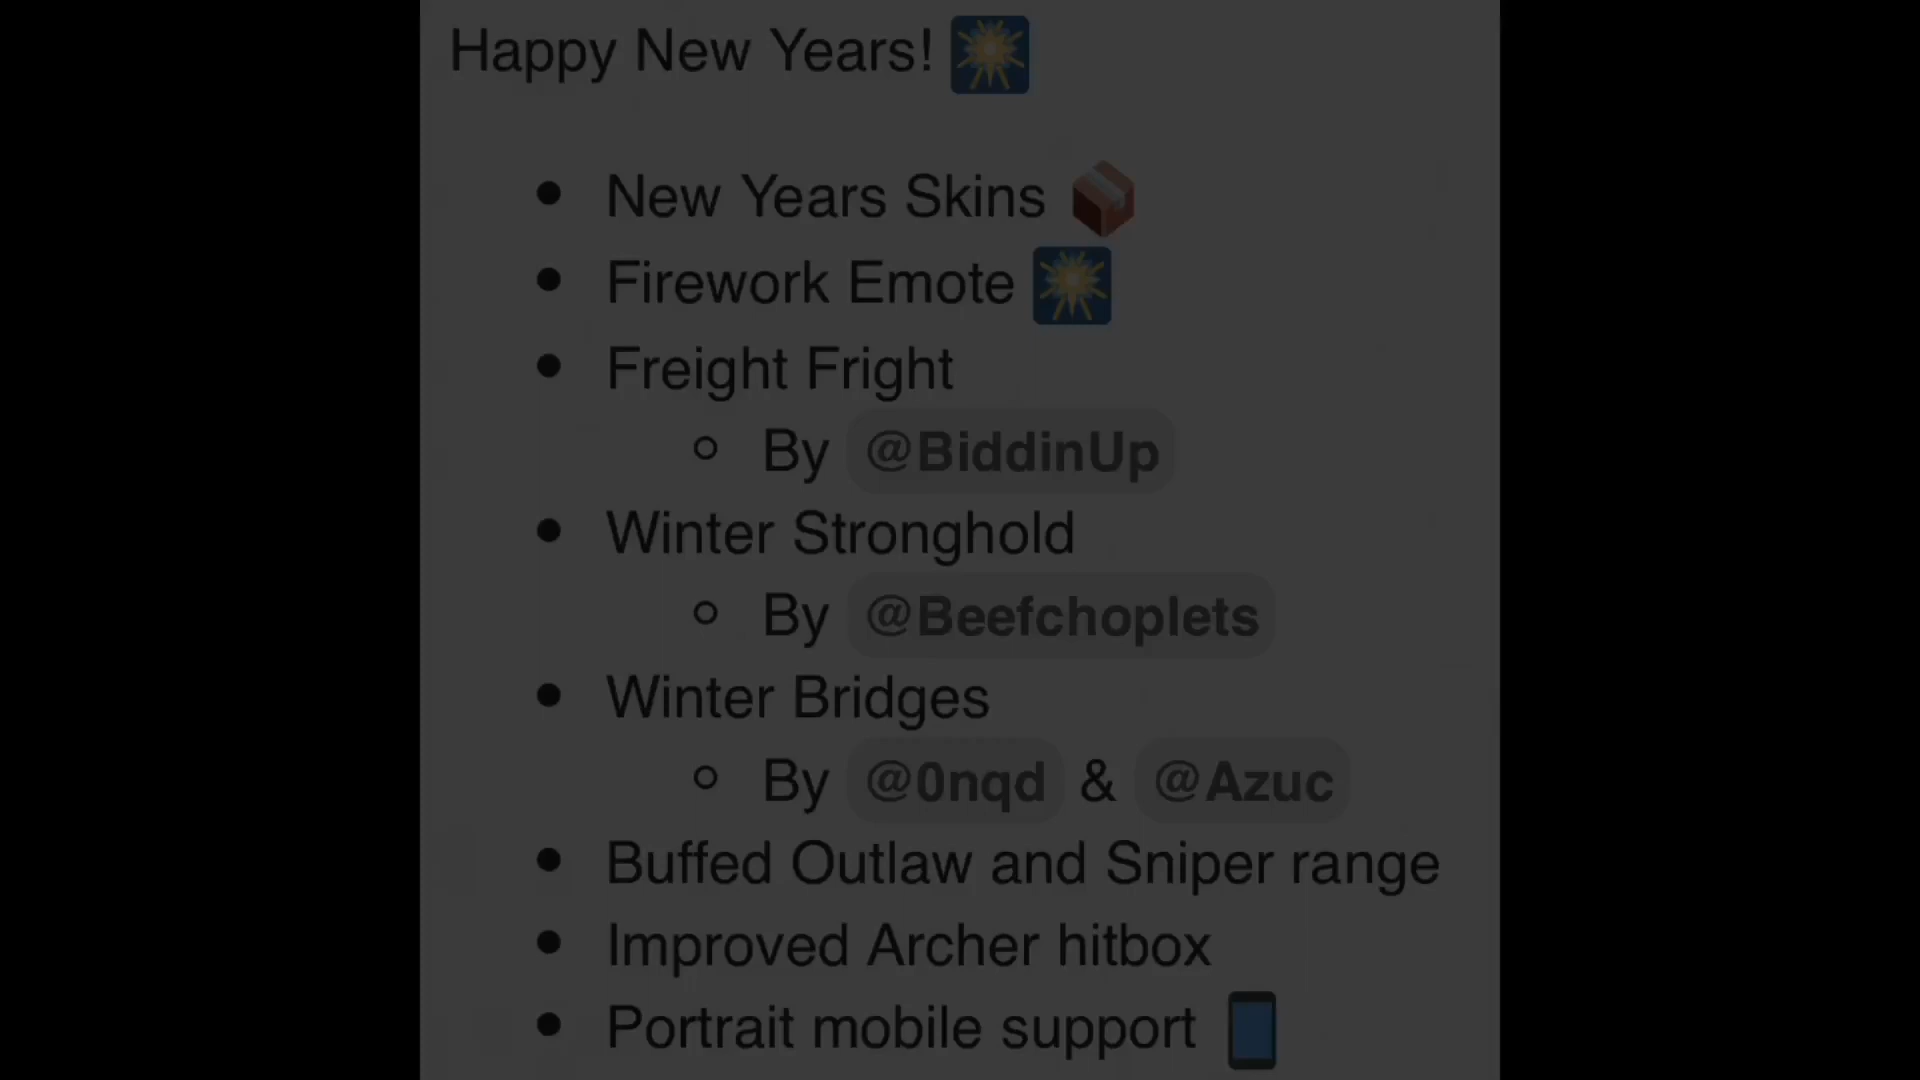 Happy New Years! 🎆
• New Years Skins 📦
• Firework Emote 🎆
• Freight Fright
○ By @BiddinUp
• Winter Stronghold
○ By @Beefchoplets
• Winter Bridges
○ By @0nqd & @Azuc
• Buffed Outlaw and Sniper range
• Improved Archer hitbox
• Portrait mobile support 📱